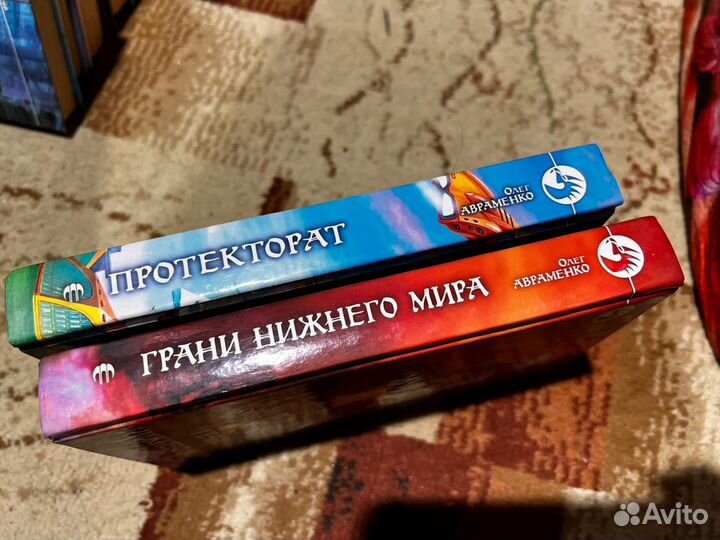 ПРОТЕКТОРАТ
ОЛЕГ
АВРАМЕНКО
ГРАНИ НИЖНЕГО МИРА
ОЛЕГ
АВРАМЕНКО
Avito